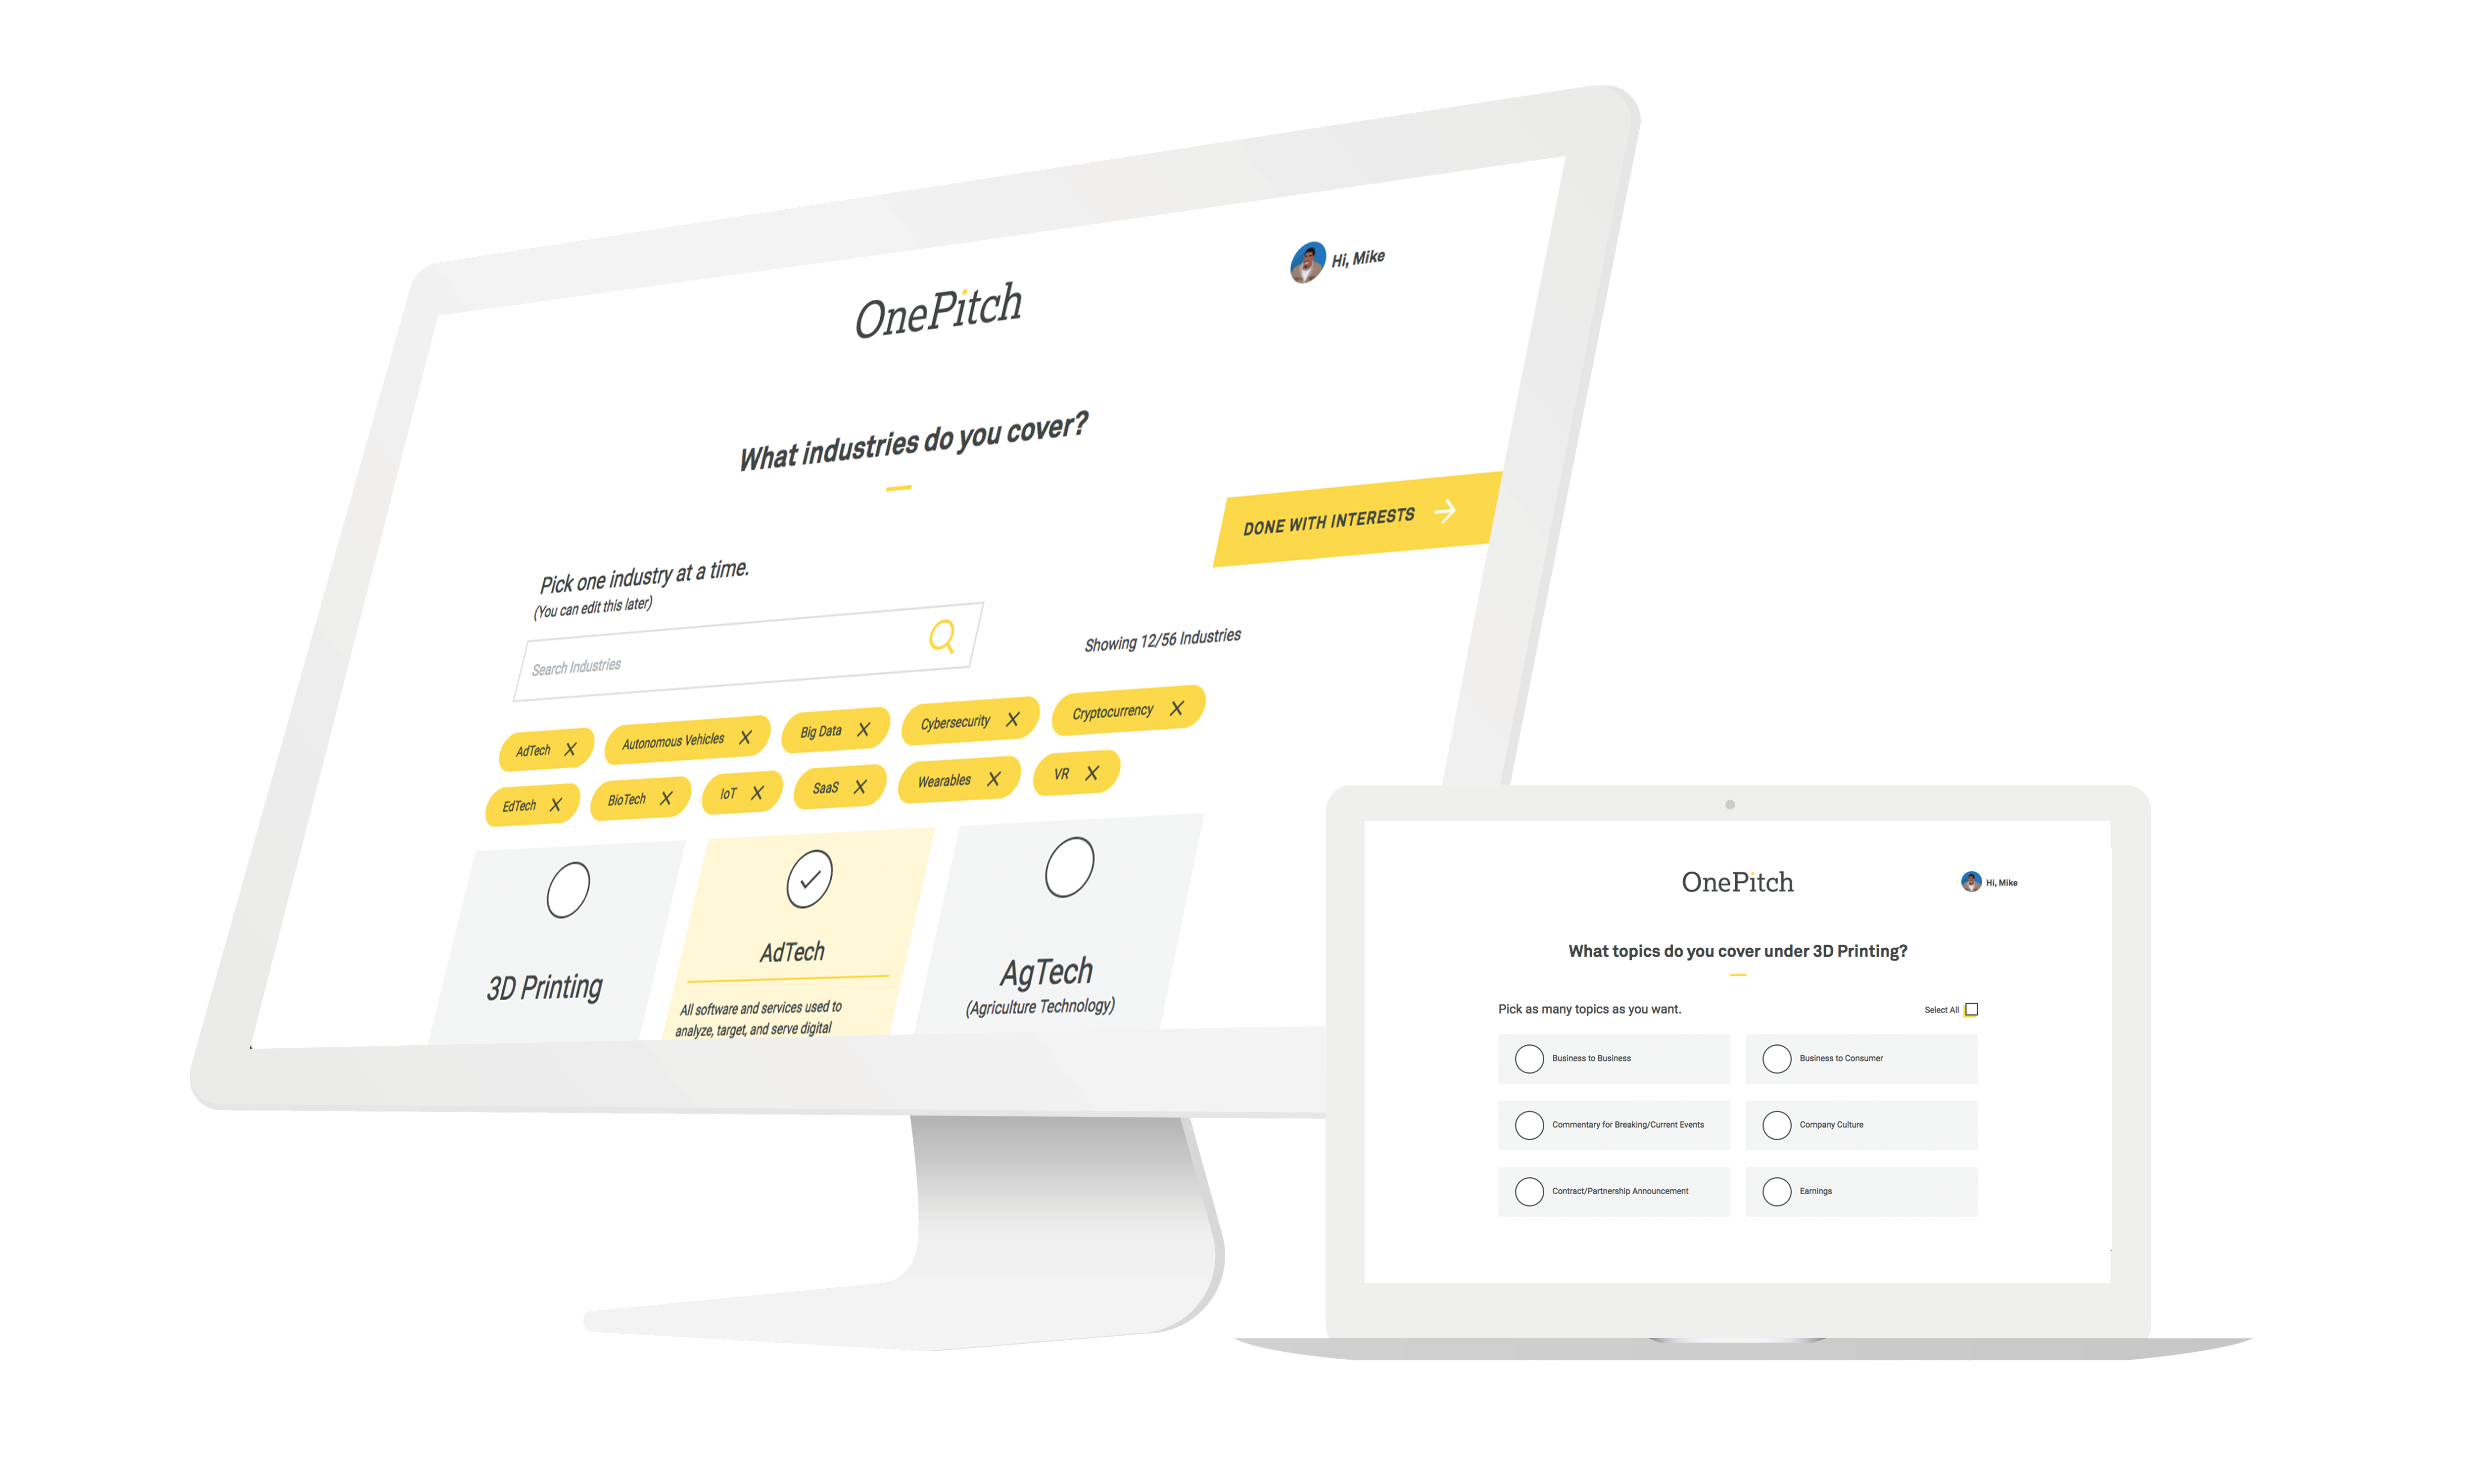 Hi, Mike
OnePitch
What industries do you cover?
DONE WITH INTERESTS
Pick one industry at a time.
(You can edit this later)
Search Industries
Showing 12/56 Industries
AdTech X Autonomous Vehicles X Big Data X Cybersecurity X Cryptocurrency X
EdTech X BioTech X IoT X SaaS X Wearables X VR X
3D Printing
AdTech
All software and services used to
analyze, target, and serve digital
AgTech
(Agriculture Technology)
OnePitch
Hi, Mike
What topics do you cover under 3D Printing?
Pick as many topics as you want.
Select All
Business to Business
Business to Consumer
Commentary for Breaking/Current Events
Company Culture
Contract/Partnership Announcement
Earnings